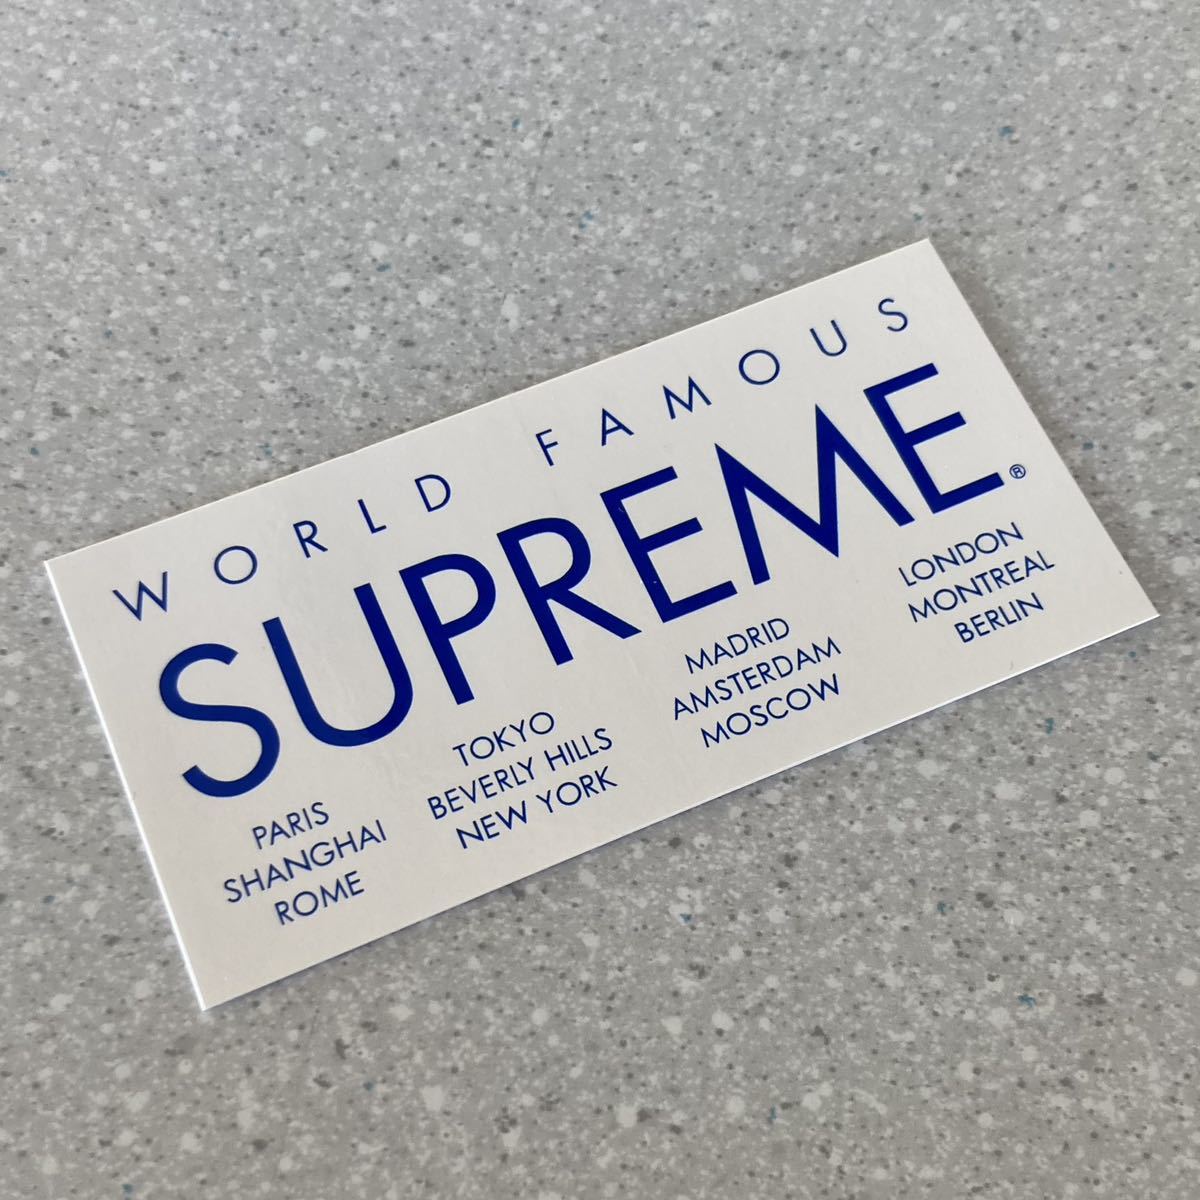 WORLD FAMOUS
SUPREME®
PARIS
SHANGHAI
ROME
TOKYO
BEVERLY HILLS
NEW YORK
MADRID
AMSTERDAM
MOSCOW
LONDON
MONTREAL
BERLIN